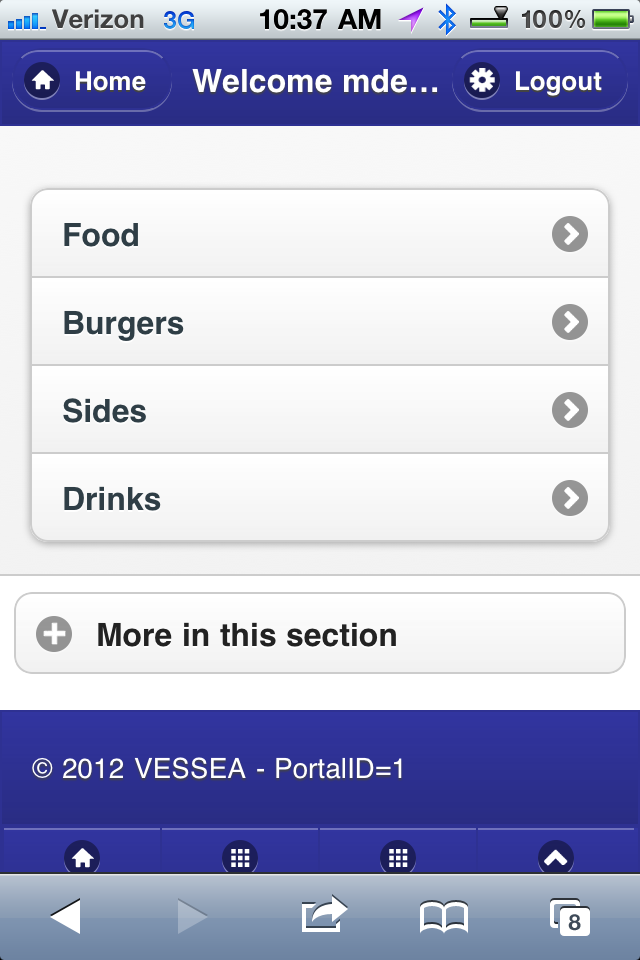 Verizon 3G 10:37 AM 100%
Home Welcome mde... Logout
Food
Burgers
Sides
Drinks
More in this section
© 2012 VESSEA - PortalID=1
8